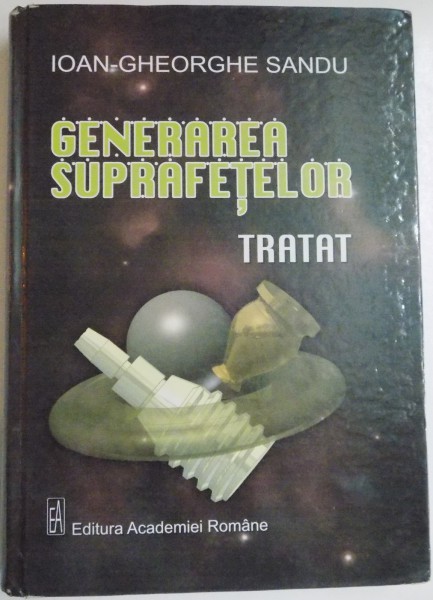 IOAN-GHEORGHE SANDU
GENERAREA
SUPRAFEȚELOR
TRATAT
EA Editura Academiei Române